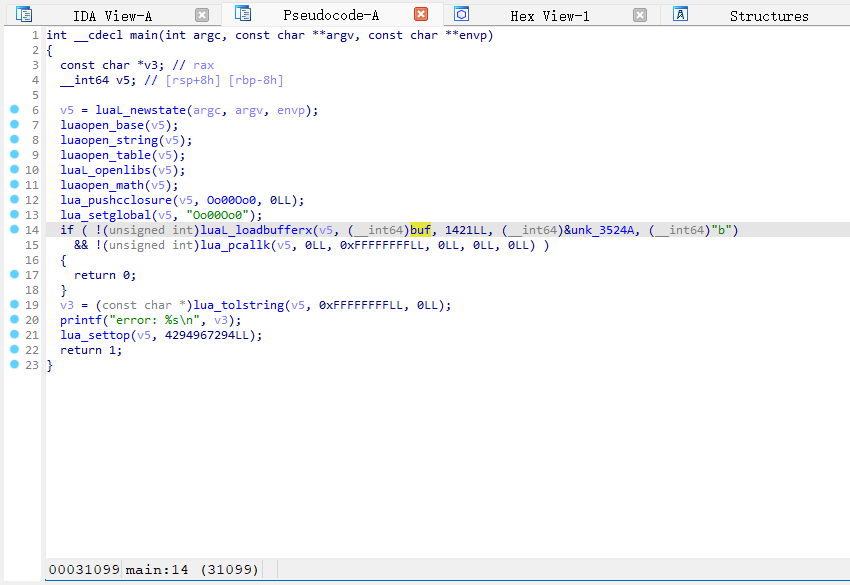 IDA View-A Pseudocode-A Hex View-1 Structures
1 int __cdecl main(int argc, const char **argv, const char **envp)
2 {
3 const char *v3; // rax
4 __int64 v5; // [rsp+8h] [rbp-8h]
5
6 v5 = luaL_newstate(argc, argv, envp);
7 luaopen_base(v5);
8 luaopen_string(v5);
9 luaopen_table(v5);
10 luaL_openlibs(v5);
11 luaopen_math(v5);
12 lua_pushcclosure(v5, Oo00Oo0, 0LL);
13 lua_setglobal(v5, "Oo00Oo0");
14 if ( !(unsigned int)luaL_loadbufferx(v5, (__int64)buf, 1421LL, (__int64)&unk_3524A, (__int64)"b")
15 && !(unsigned int)lua_pcallk(v5, 0LL, 0xFFFFFFFFLL, 0LL, 0LL, 0LL) )
16 {
17 return 0;
18 }
19 v3 = (const char *)lua_tolstring(v5, 0xFFFFFFFFLL, 0LL);
20 printf("error: %s\n", v3);
21 lua_settop(v5, 4294967294LL);
22 return 1;
23 }
00031099 main:14 (31099)